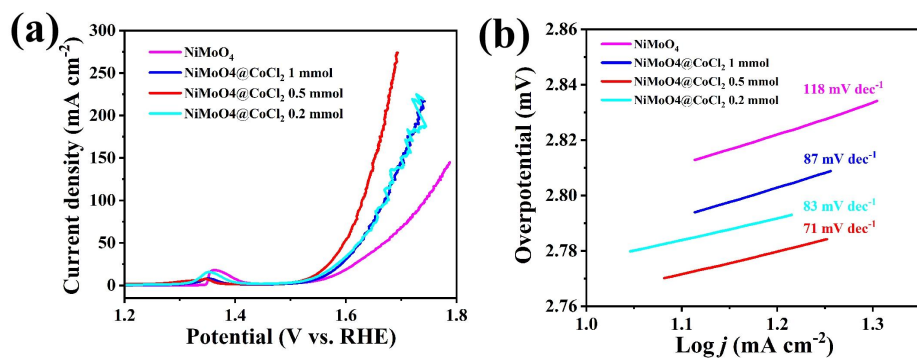 (a)
300
250
200
150
100
50
0
Current density (mA cm⁻²)
NiMoO₄
NiMoO4@CoCl₂ 1 mmol
NiMoO4@CoCl₂ 0.5 mmol
NiMoO4@CoCl₂ 0.2 mmol
1.2 1.4 1.6 1.8
Potential (V vs. RHE)
(b)
2.86
2.84
2.82
2.80
2.78
2.76
Overpotential (mV)
NiMoO₄
NiMoO4@CoCl₂ 1 mmol
NiMoO4@CoCl₂ 0.5 mmol
NiMoO4@CoCl₂ 0.2 mmol
118 mV dec⁻¹
87 mV dec⁻¹
83 mV dec⁻¹
71 mV dec⁻¹
1.0 1.1 1.2 1.3
Log j (mA cm⁻²)